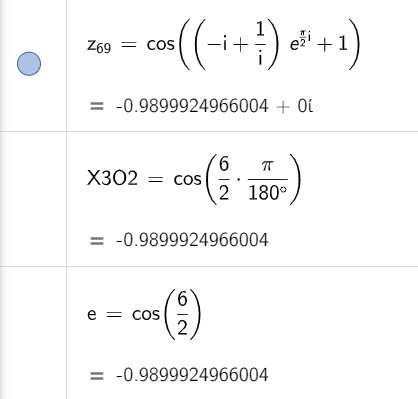 z₆₉ = cos((−i + 1/i) e^(π/2 i) + 1)
= -0.9899924966004 + 0i
X3O2 = cos(6/2 · π/180°)
= -0.9899924966004
e = cos(6/2)
= -0.9899924966004